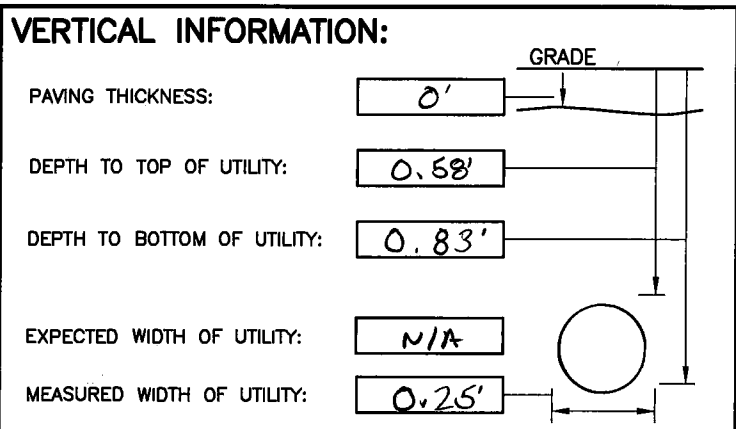 VERTICAL INFORMATION:
GRADE
PAVING THICKNESS: 0'
DEPTH TO TOP OF UTILITY: 0.58'
DEPTH TO BOTTOM OF UTILITY: 0.83'
EXPECTED WIDTH OF UTILITY: N/A
MEASURED WIDTH OF UTILITY: 0.25'